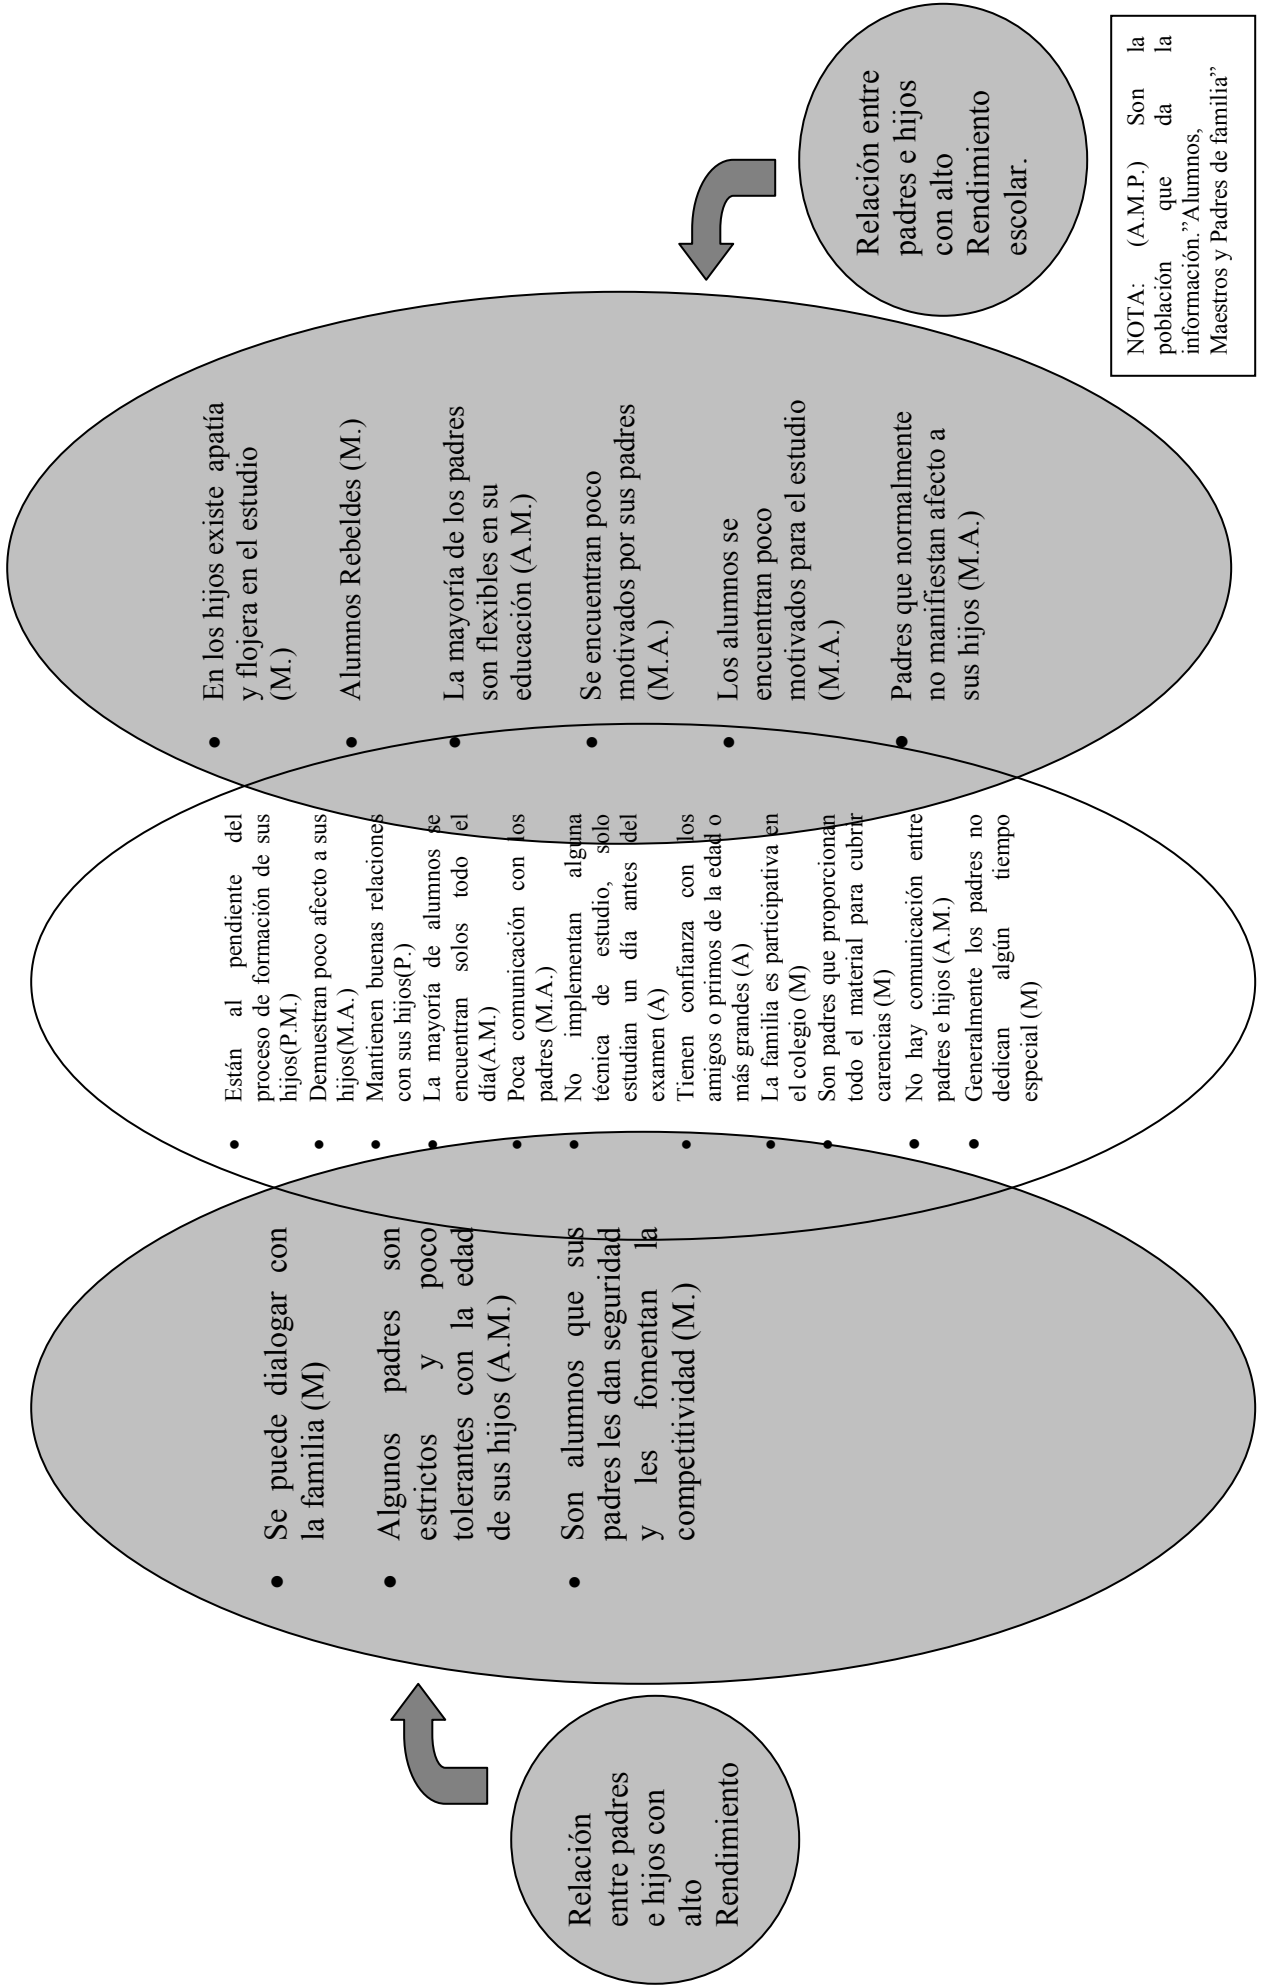 Relación
entre padres
e hijos con
alto
Rendimiento
• Se puede dialogar con
la familia (M)
• Algunos padres son
estrictos y poco
tolerantes con la edad
de sus hijos (A.M.)
• Son alumnos que sus
padres les dan seguridad
y les fomentan la
competitividad (M.)
• Están al pendiente del
proceso de formación de sus
hijos(P.M.)
• Demuestran poco afecto a sus
hijos(M.A.)
• Mantienen buenas relaciones
con sus hijos(P.)
• La mayoría de alumnos se
encuentran solos todo el
día(A.M.)
• Poca comunicación con los
padres (M.A.)
• No implementan alguna
técnica de estudio, solo
estudian un día antes del
examen (A)
• Tienen confianza con los
amigos o primos de la edad o
más grandes (A)
• La familia es participativa en
el colegio (M)
• Son padres que proporcionan
todo el material para cubrir
carencias (M)
• No hay comunicación entre
padres e hijos (A.M.)
• Generalmente los padres no
dedican algún tiempo
especial (M)
• En los hijos existe apatía
y flojera en el estudio
(M.)
• Alumnos Rebeldes (M.)
• La mayoría de los padres
son flexibles en su
educación (A.M.)
• Se encuentran poco
motivados por sus padres
(M.A.)
• Los alumnos se
encuentran poco
motivados para el estudio
(M.A.)
• Padres que normalmente
no manifiestan afecto a
sus hijos (M.A.)
Relación entre
padres e hijos
con alto
Rendimiento
escolar.
NOTA: (A.M.P.) Son la
población que da la
información.”Alumnos,
Maestros y Padres de familia”